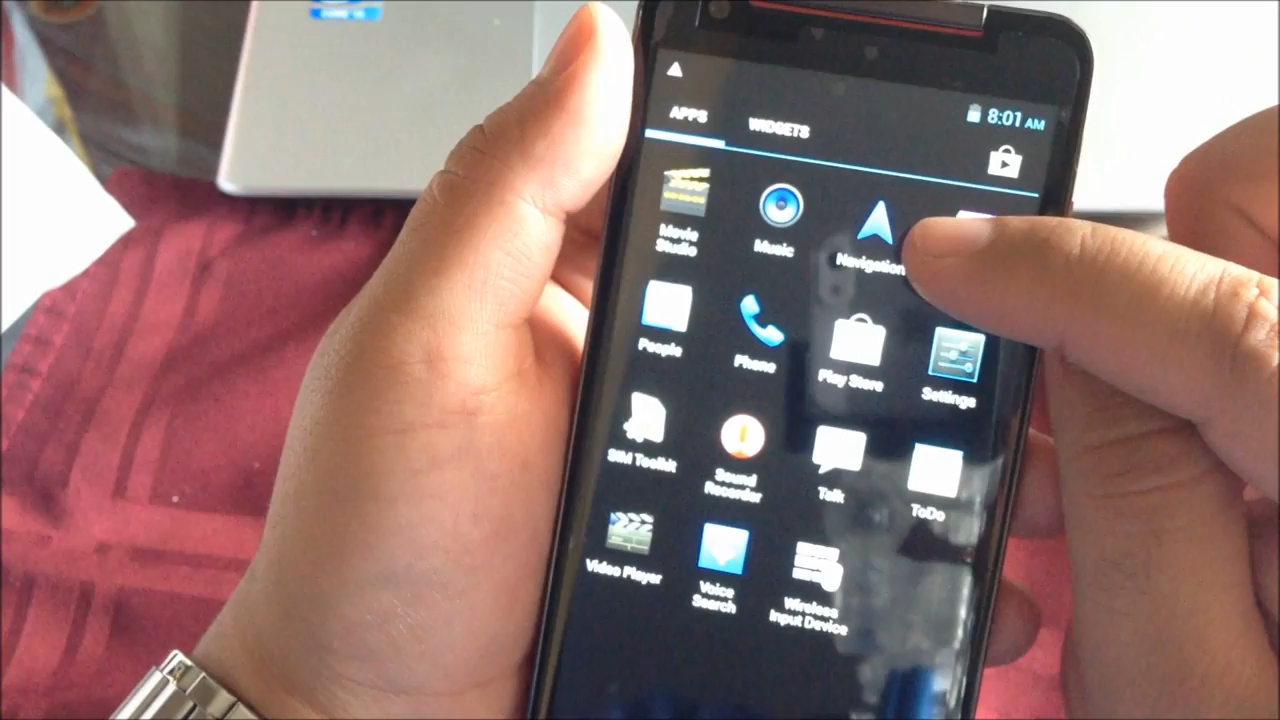 APPS
WIDGETS
8:01 AM
Movie
Studio
Music
Navigation
People
Phone
Play Store
Settings
SIM Toolkit
Sound
Recorder
Talk
ToDo
Video Player
Voice
Search
Wireless
Input Device